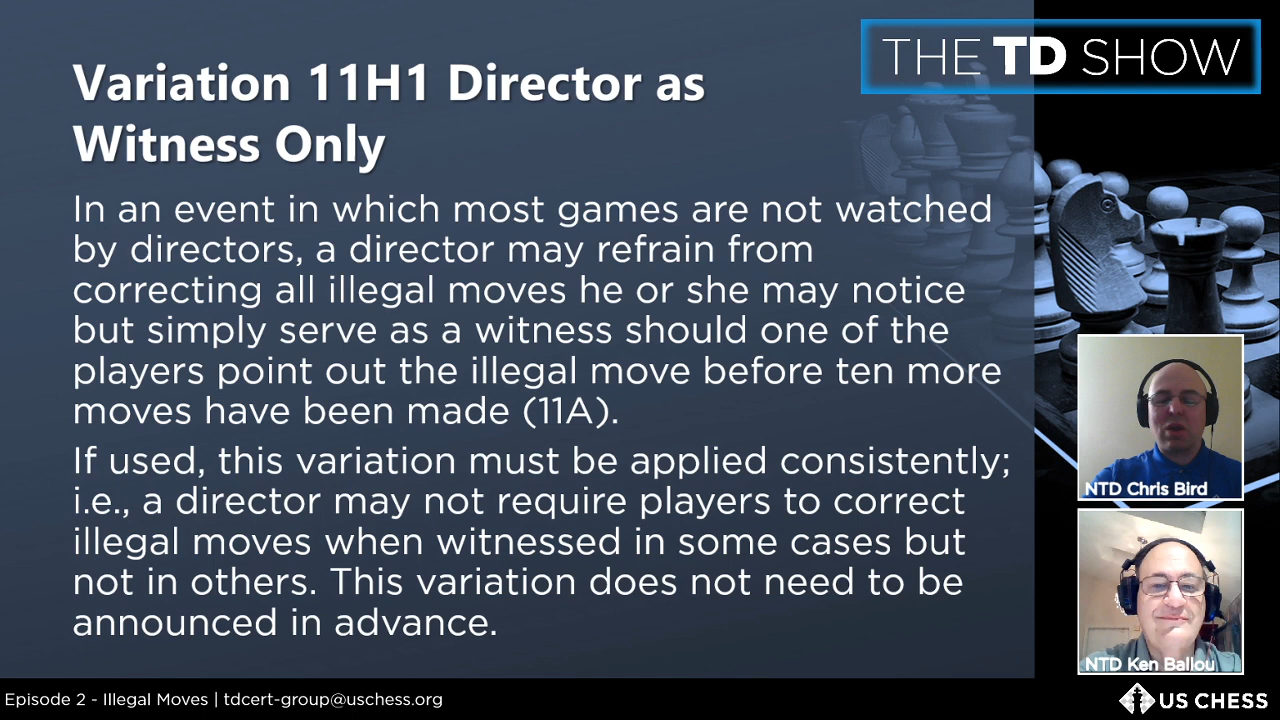 THE TD SHOW
Variation 11H1 Director as
Witness Only
In an event in which most games are not watched
by directors, a director may refrain from
correcting all illegal moves he or she may notice
but simply serve as a witness should one of the
players point out the illegal move before ten more
moves have been made (11A).
If used, this variation must be applied consistently;
i.e., a director may not require players to correct
illegal moves when witnessed in some cases but
not in others. This variation does not need to be
announced in advance.
NTD Chris Bird
NTD Ken Ballou
Episode 2 - Illegal Moves | tdcert-group@uschess.org
US CHESS